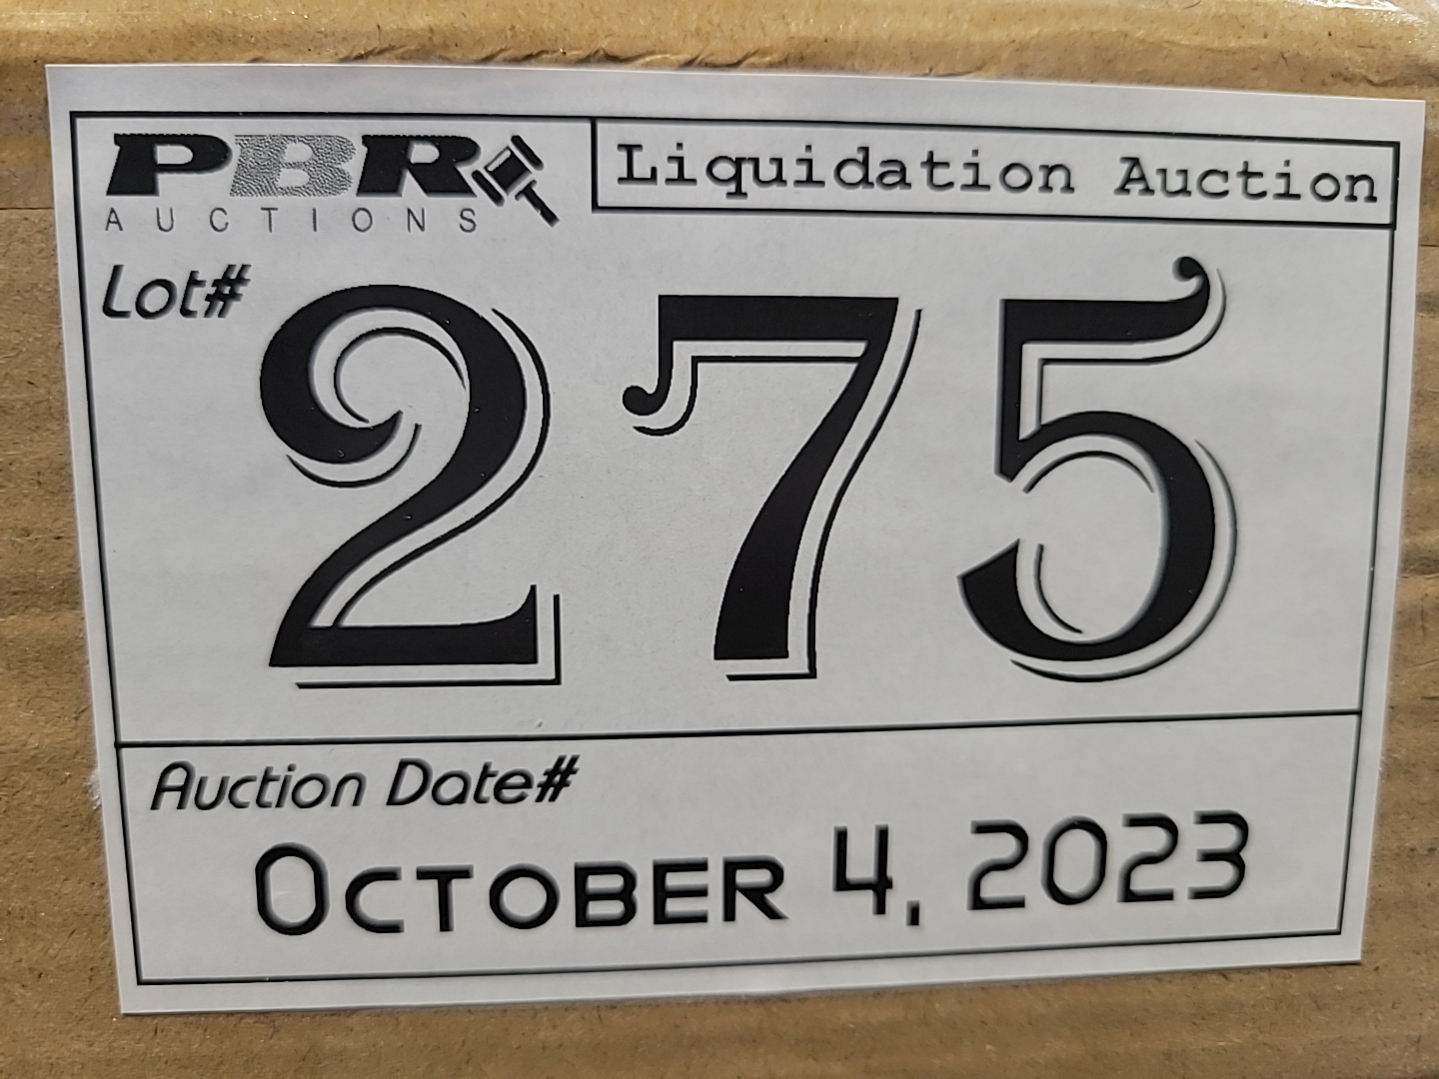 PBR
AUCTIONS
Liquidation Auction
Lot#
275
Auction Date#
OCTOBER 4, 2023